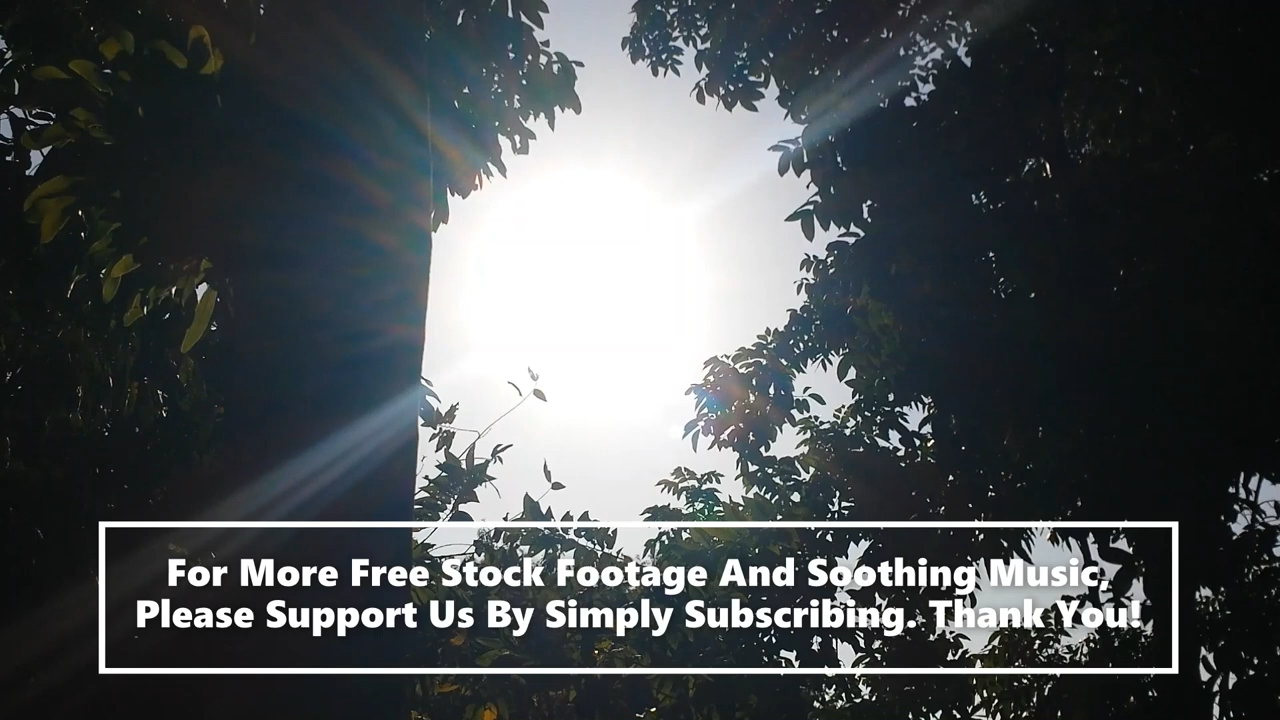 For More Free Stock Footage And Soothing Music,
Please Support Us By Simply Subscribing. Thank You!